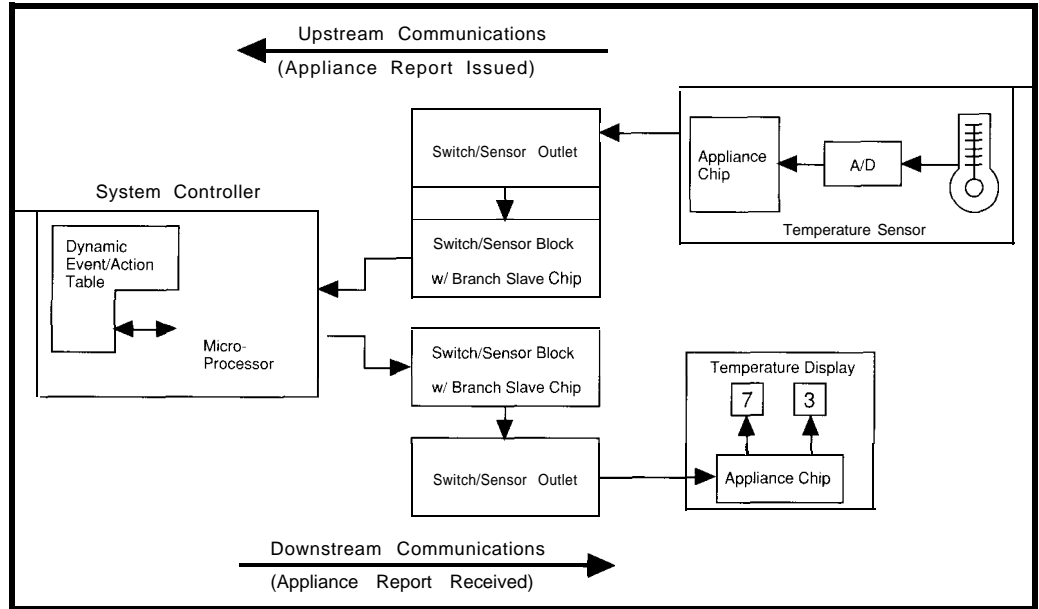 Upstream Communications
(Appliance Report Issued)
Switch/Sensor Outlet
Appliance
Chip
A/D
Temperature Sensor
System Controller
Dynamic
Event/Action
Table
Switch/Sensor Block
w/ Branch Slave Chip
Micro-
Processor
Switch/Sensor Block
w/ Branch Slave Chip
Temperature Display
7 3
Switch/Sensor Outlet
Appliance Chip
Downstream Communications
(Appliance Report Received)